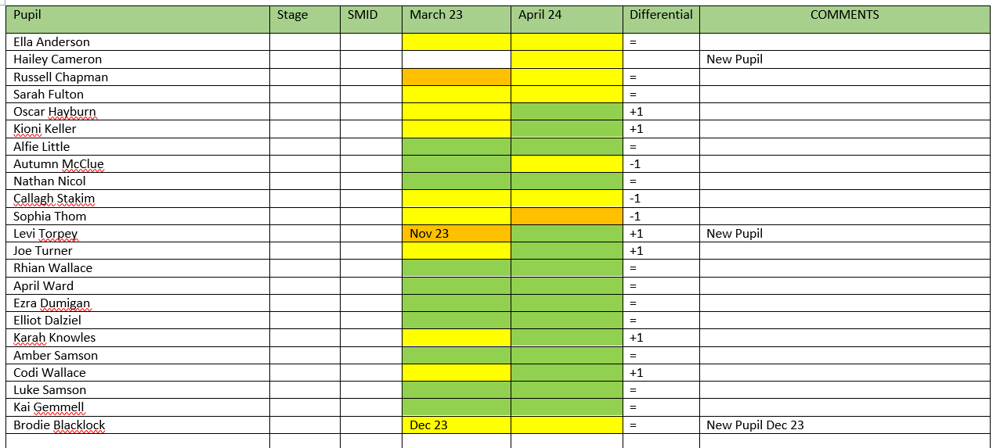 Pupil Stage SMID March 23 April 24 Differential COMMENTS
Ella Anderson =
Hailey Cameron New Pupil
Russell Chapman =
Sarah Fulton =
Oscar Hayburn +1
Kioni Keller +1
Alfie Little =
Autumn McClue -1
Nathan Nicol =
Callagh Stakim -1
Sophia Thom -1
Levi Torpey Nov 23 +1 New Pupil
Joe Turner +1
Rhian Wallace =
April Ward =
Ezra Dumigan =
Elliot Dalziel =
Karah Knowles +1
Amber Samson =
Codi Wallace +1
Luke Samson =
Kai Gemmell =
Brodie Blacklock Dec 23 = New Pupil Dec 23